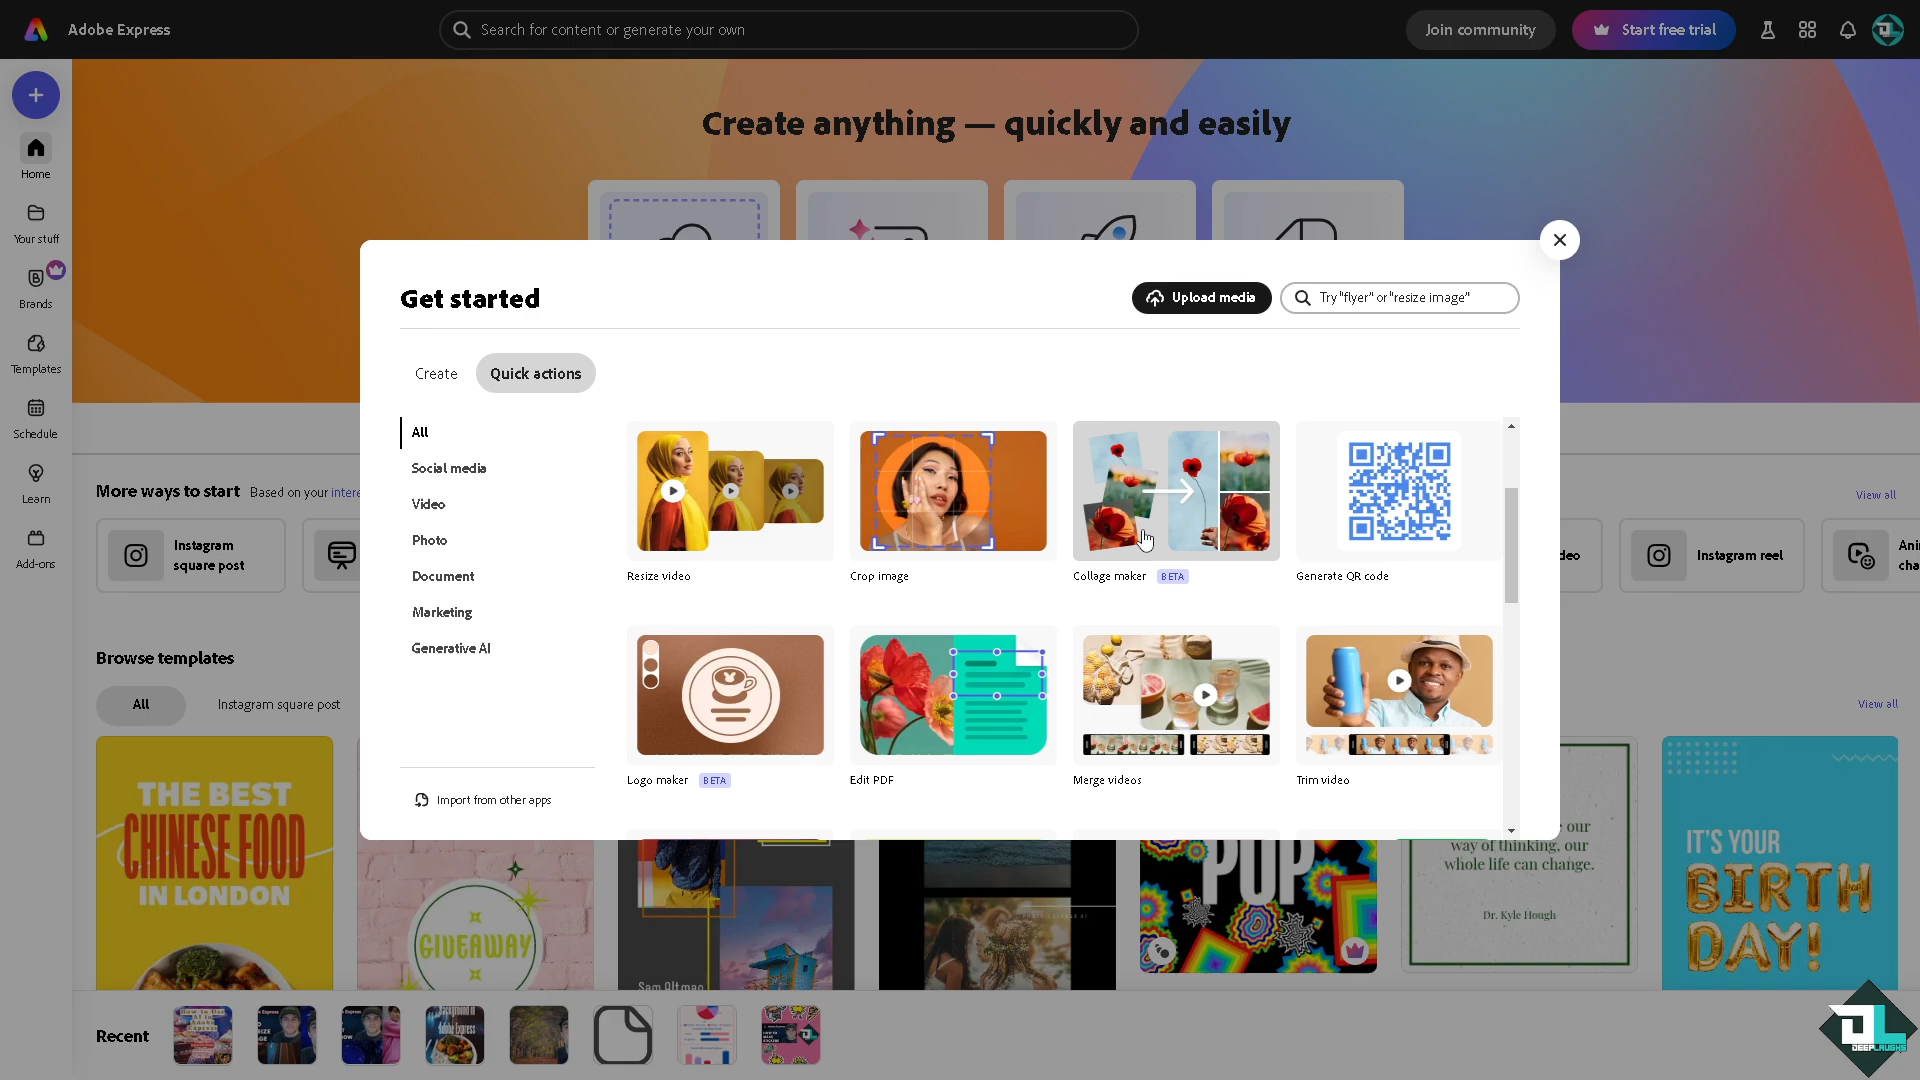 Adobe Express
Search for content or generate your own
Join community
Start free trial
Create anything — quickly and easily
Home
Your stuff
Brands
Templates
Schedule
Learn
Add-ons
Get started
Upload media
Try "flyer" or "resize image"
Create
Quick actions
All
Social media
Video
Photo
Document
Marketing
Generative AI
Import from other apps
Resize video
Crop image
Collage maker BETA
Generate QR code
Logo maker BETA
Edit PDF
Merge videos
Trim video
More ways to start
Based on your
View all
Instagram
square post
Instagram reel
Browse templates
All
Instagram square post
View all
THE BEST
CHINESE FOOD
IN LONDON
GIVEAWAY
Sam Altman
POP
our
way of thinking, our
whole life can change.
Dr. Kyle Hough
IT'S YOUR
BIRTH
DAY!
Recent
DL
DEEPLAUGHS